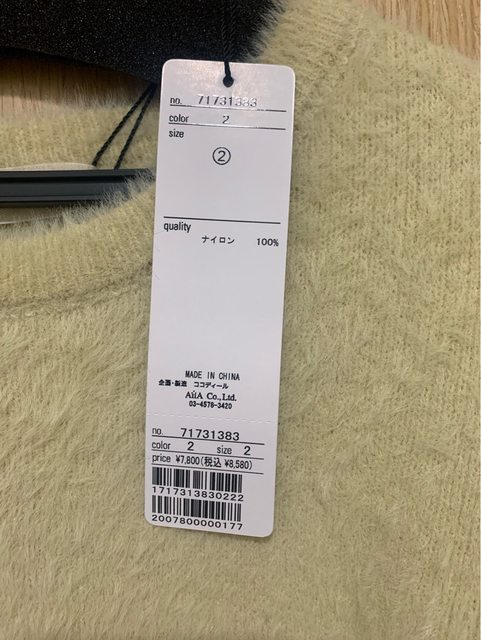 no. 71731383
color 2
size
②
quality
ナイロン 100%
MADE IN CHINA
企画・製造 ココディール
AiiA Co.,Ltd.
03-4578-3420
no. 71731383
color 2 size 2
price ¥7,800(税込 ¥8,580)
1717313830222
2007800000177